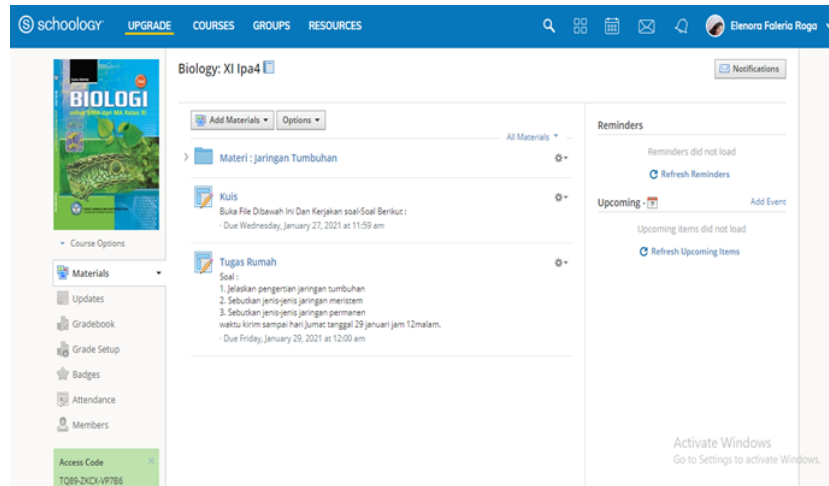 schoology UPGRADE COURSES GROUPS RESOURCES Elenora Faleria Roga
BIOLOGI
untuk SMA dan MA Kelas XI
Course Options
Materials
Updates
Gradebook
Grade Setup
Badges
Attendance
Members
Access Code
TQ89-ZKCX-VP7B6
Biology: XI Ipa4
Notifications
Add Materials Options
All Materials
Materi : Jaringan Tumbuhan
Kuis
Buka File Dibawah Ini Dan Kerjakan soal-Soal Berikut :
· Due Wednesday, January 27, 2021 at 11:59 am
Tugas Rumah
Soal :
1. Jelaskan pengertian jaringan tumbuhan
2. Sebutkan jenis-jenis jaringan meristem
3. Sebutkan jenis-jenis jaringan permanen
waktu kirim sampai hari Jumat tanggal 29 januari jam 12malam.
· Due Friday, January 29, 2021 at 12:00 am
Reminders
Reminders did not load
Refresh Reminders
Upcoming · Add Event
Upcoming items did not load
Refresh Upcoming Items
Activate Windows
Go to Settings to activate Windows.